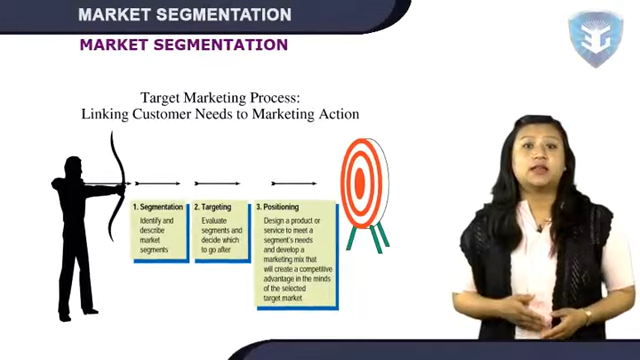 MARKET SEGMENTATION
MARKET SEGMENTATION
Target Marketing Process:
Linking Customer Needs to Marketing Action
1. Segmentation
Identify and
describe
market
segments
2. Targeting
Evaluate
segments and
decide which
to go after
3. Positioning
Design a product or
service to meet a
segment's needs
and develop a
marketing mix that
will create a competitive
advantage in the minds
of the selected
target market